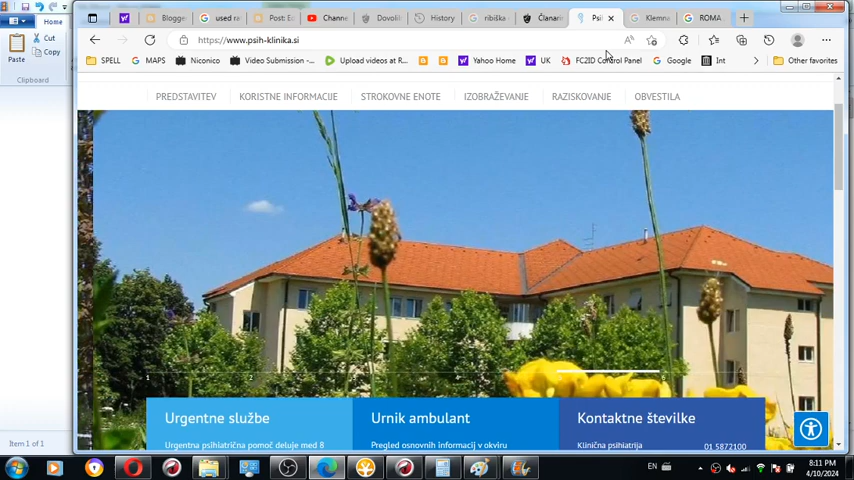 Home
Paste
Cut
Copy
Clipboard
Blogge
used ra
Post: Ec
Channe
Dovolil
History
ribiška
Članari
Psi
Klemna
ROMA
https://www.psih-klinika.si
SPELL
MAPS
Niconico
Video Submission -...
Upload videos at R...
Yahoo Home
UK
FC2ID Control Panel
Google
Int
Other favorites
PREDSTAVITEV
KORISTNE INFORMACIJE
STROKOVNE ENOTE
IZOBRAŽEVANJE
RAZISKOVANJE
OBVESTILA
Urgentne službe
Urgentna psihiatrična pomoč deluje med 8
Urnik ambulant
Pregled osnovnih informacij v okviru
Kontaktne številke
Klinična psihiatrija
01 5872100
Item 1 of 1
EN
8:11 PM
4/10/2024